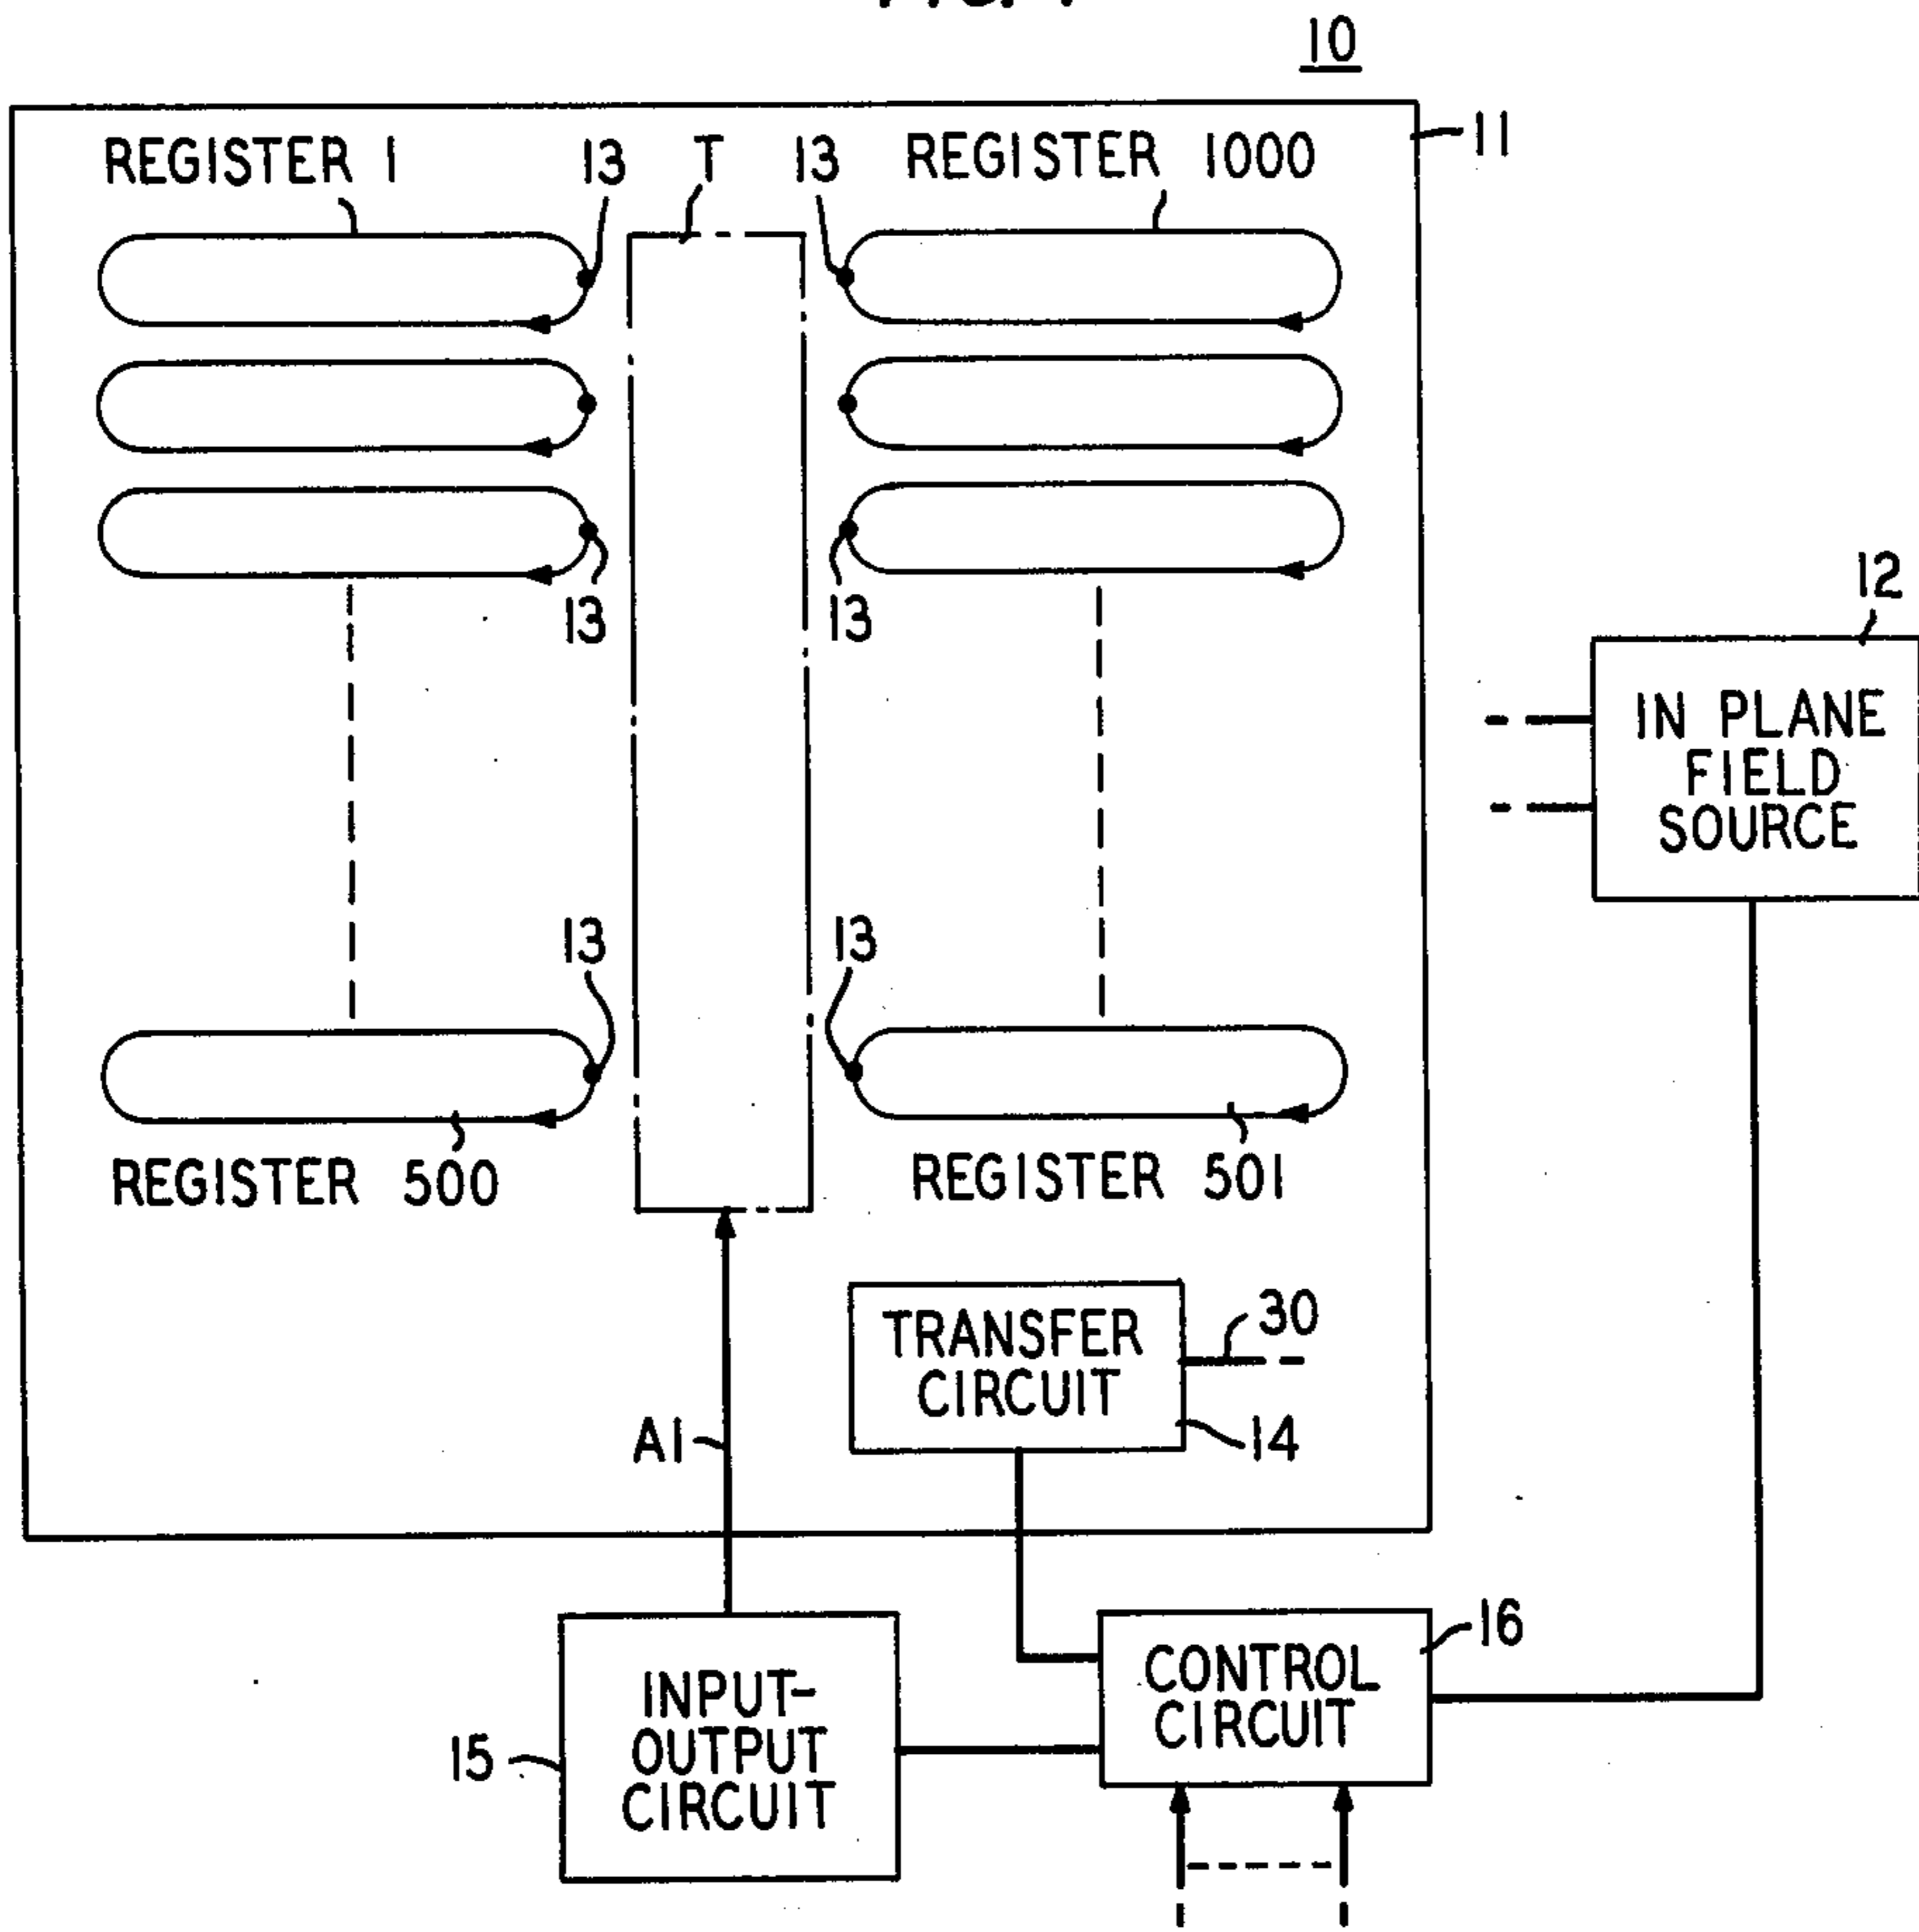 10
11
REGISTER 1
13
T
13
REGISTER 1000
13
13
12
IN PLANE
FIELD
SOURCE
13
13
REGISTER 500
REGISTER 501
TRANSFER
CIRCUIT
30
14
A1
INPUT-
OUTPUT
CIRCUIT
15
CONTROL
CIRCUIT
16